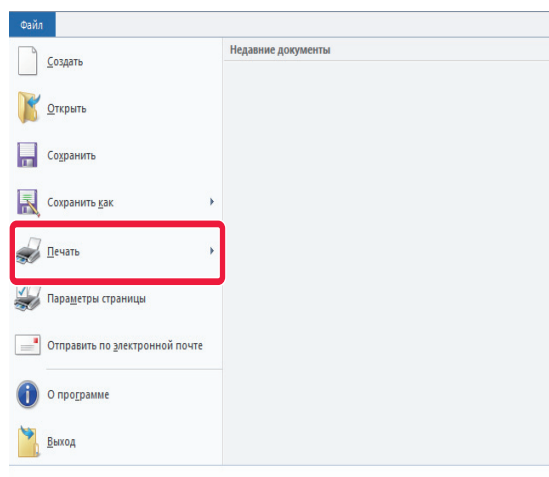 Файл
Недавние документы
Создать
Открыть
Сохранить
Сохранить как
Печать
Параметры страницы
Отправить по электронной почте
О программе
Выход